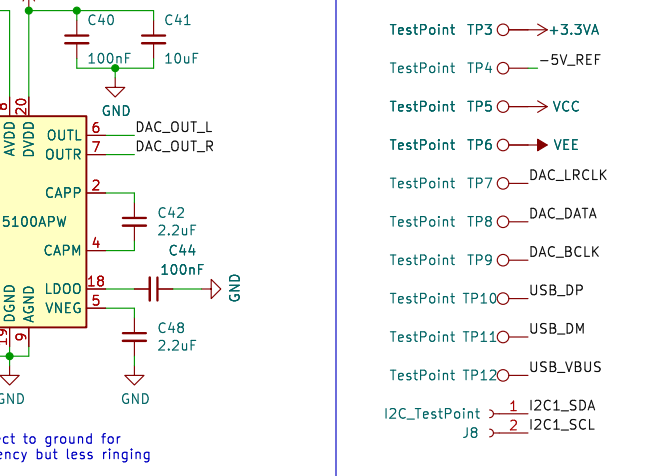 C40
100nF
C41
10uF
GND
8
20
AVDD
DVDD
OUTL
6
DAC_OUT_L
OUTR
7
DAC_OUT_R
CAPP
2
5100APW
C42
2.2uF
CAPM
4
C44
100nF
LDOO
18
GND
VNEG
5
DGND
AGND
19
9
C48
2.2uF
GND
GND
ect to ground for
ency but less ringing
TestPoint TP3 +3.3VA
TestPoint TP4 -5V_REF
TestPoint TP5 VCC
TestPoint TP6 VEE
TestPoint TP7 DAC_LRCLK
TestPoint TP8 DAC_DATA
TestPoint TP9 DAC_BCLK
TestPoint TP10 USB_DP
TestPoint TP11 USB_DM
TestPoint TP12 USB_VBUS
I2C_TestPoint 1 I2C1_SDA
J8 2 I2C1_SCL